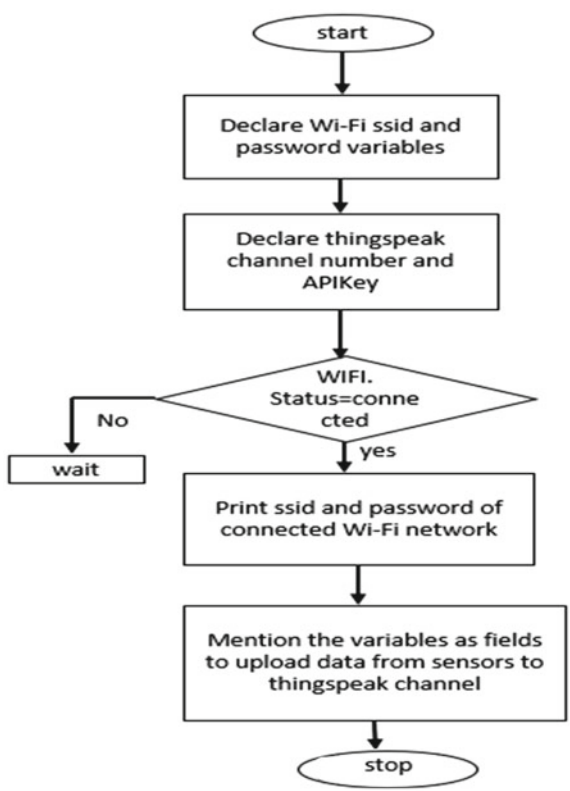 start
Declare Wi-Fi ssid and
password variables
Declare thingspeak
channel number and
APIKey
WIFI.
Status=conne
cted
No
wait
yes
Print ssid and password of
connected Wi-Fi network
Mention the variables as fields
to upload data from sensors to
thingspeak channel
stop